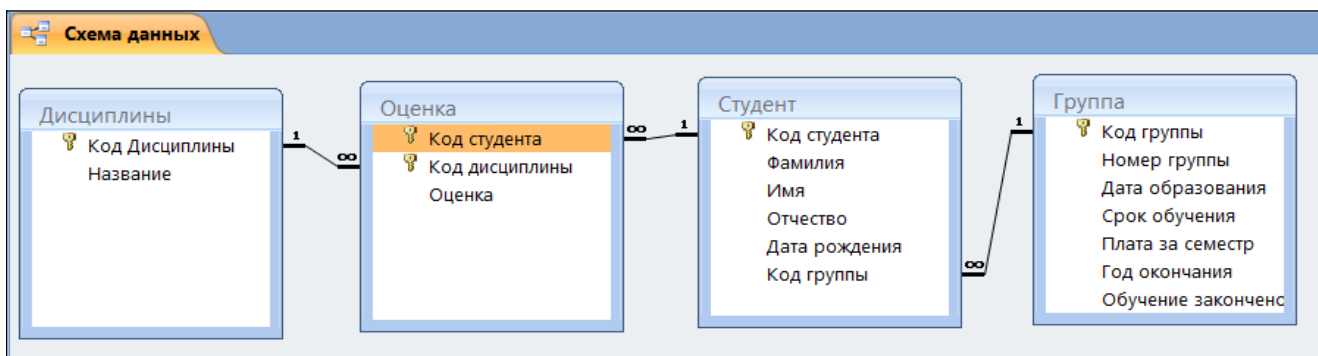 Схема данных
Дисциплины
Код Дисциплины
Название
1
∞
Оценка
Код студента
Код дисциплины
Оценка
∞
1
Студент
Код студента
Фамилия
Имя
Отчество
Дата рождения
Код группы
∞
1
Группа
Код группы
Номер группы
Дата образования
Срок обучения
Плата за семестр
Год окончания
Обучение закончено